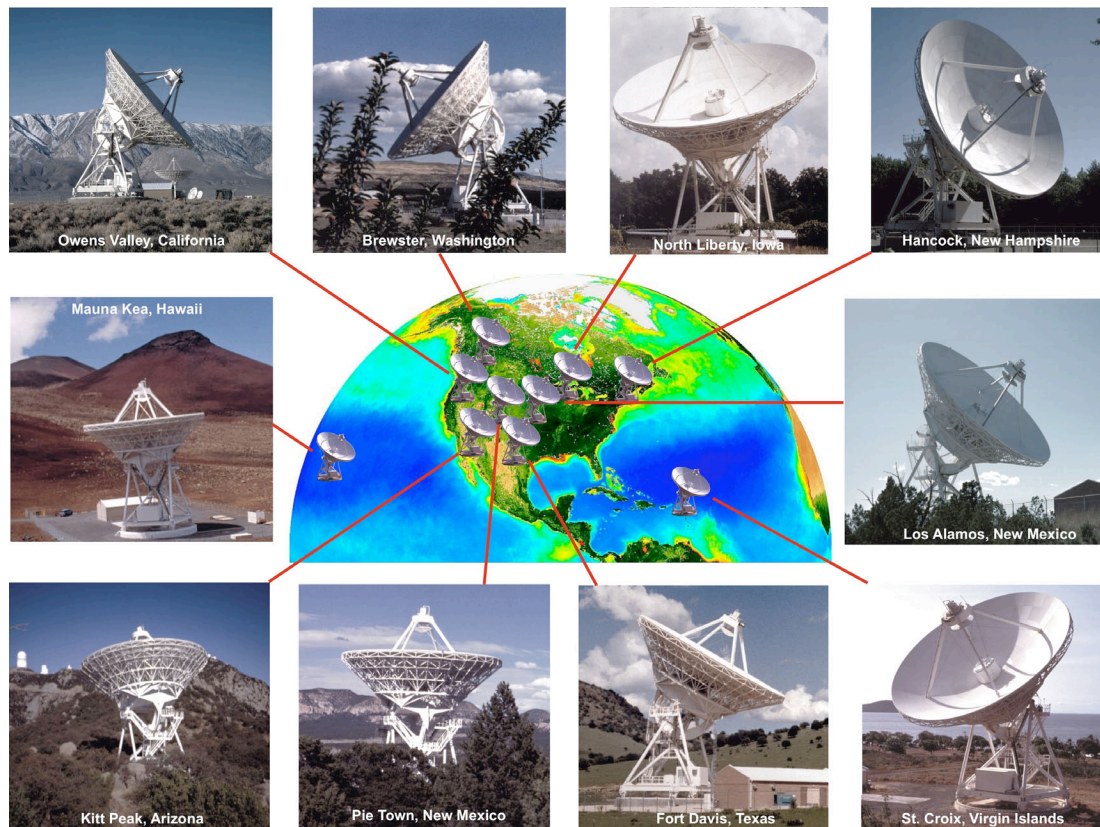 Owens Valley, California
Brewster, Washington
North Liberty, Iowa
Hancock, New Hampshire
Mauna Kea, Hawaii
Los Alamos, New Mexico
Kitt Peak, Arizona
Pie Town, New Mexico
Fort Davis, Texas
St. Croix, Virgin Islands